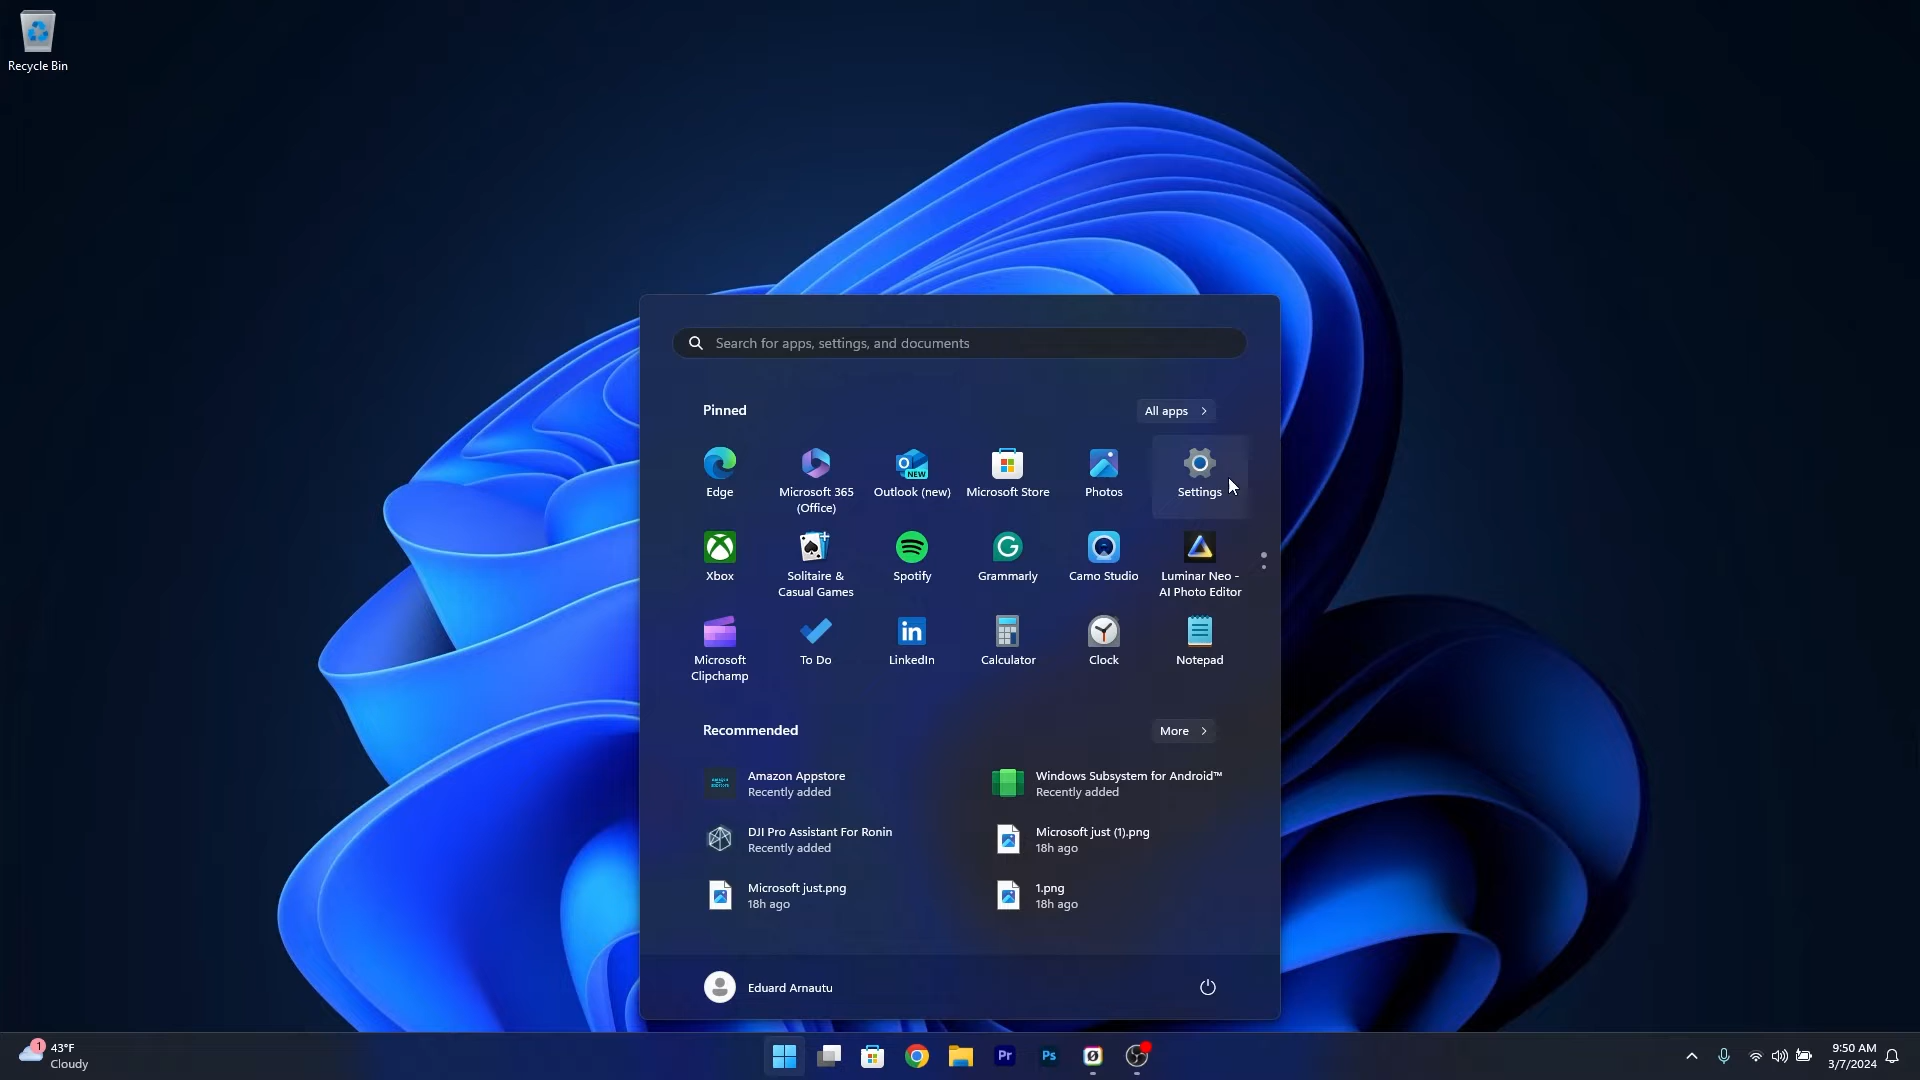 Recycle Bin
Search for apps, settings, and documents
Pinned
All apps
Edge
Microsoft 365
(Office)
Outlook (new)
Microsoft Store
Photos
Settings
Xbox
Solitaire &
Casual Games
Spotify
Grammarly
Camo Studio
Luminar Neo -
AI Photo Editor
Microsoft
Clipchamp
To Do
LinkedIn
Calculator
Clock
Notepad
Recommended
More
Amazon Appstore
Recently added
Windows Subsystem for Android™
Recently added
DJI Pro Assistant For Ronin
Recently added
Microsoft just (1).png
18h ago
Microsoft just.png
18h ago
1.png
18h ago
Eduard Arnautu
1
43°F
Cloudy
Pr
Ps
9:50 AM
3/7/2024